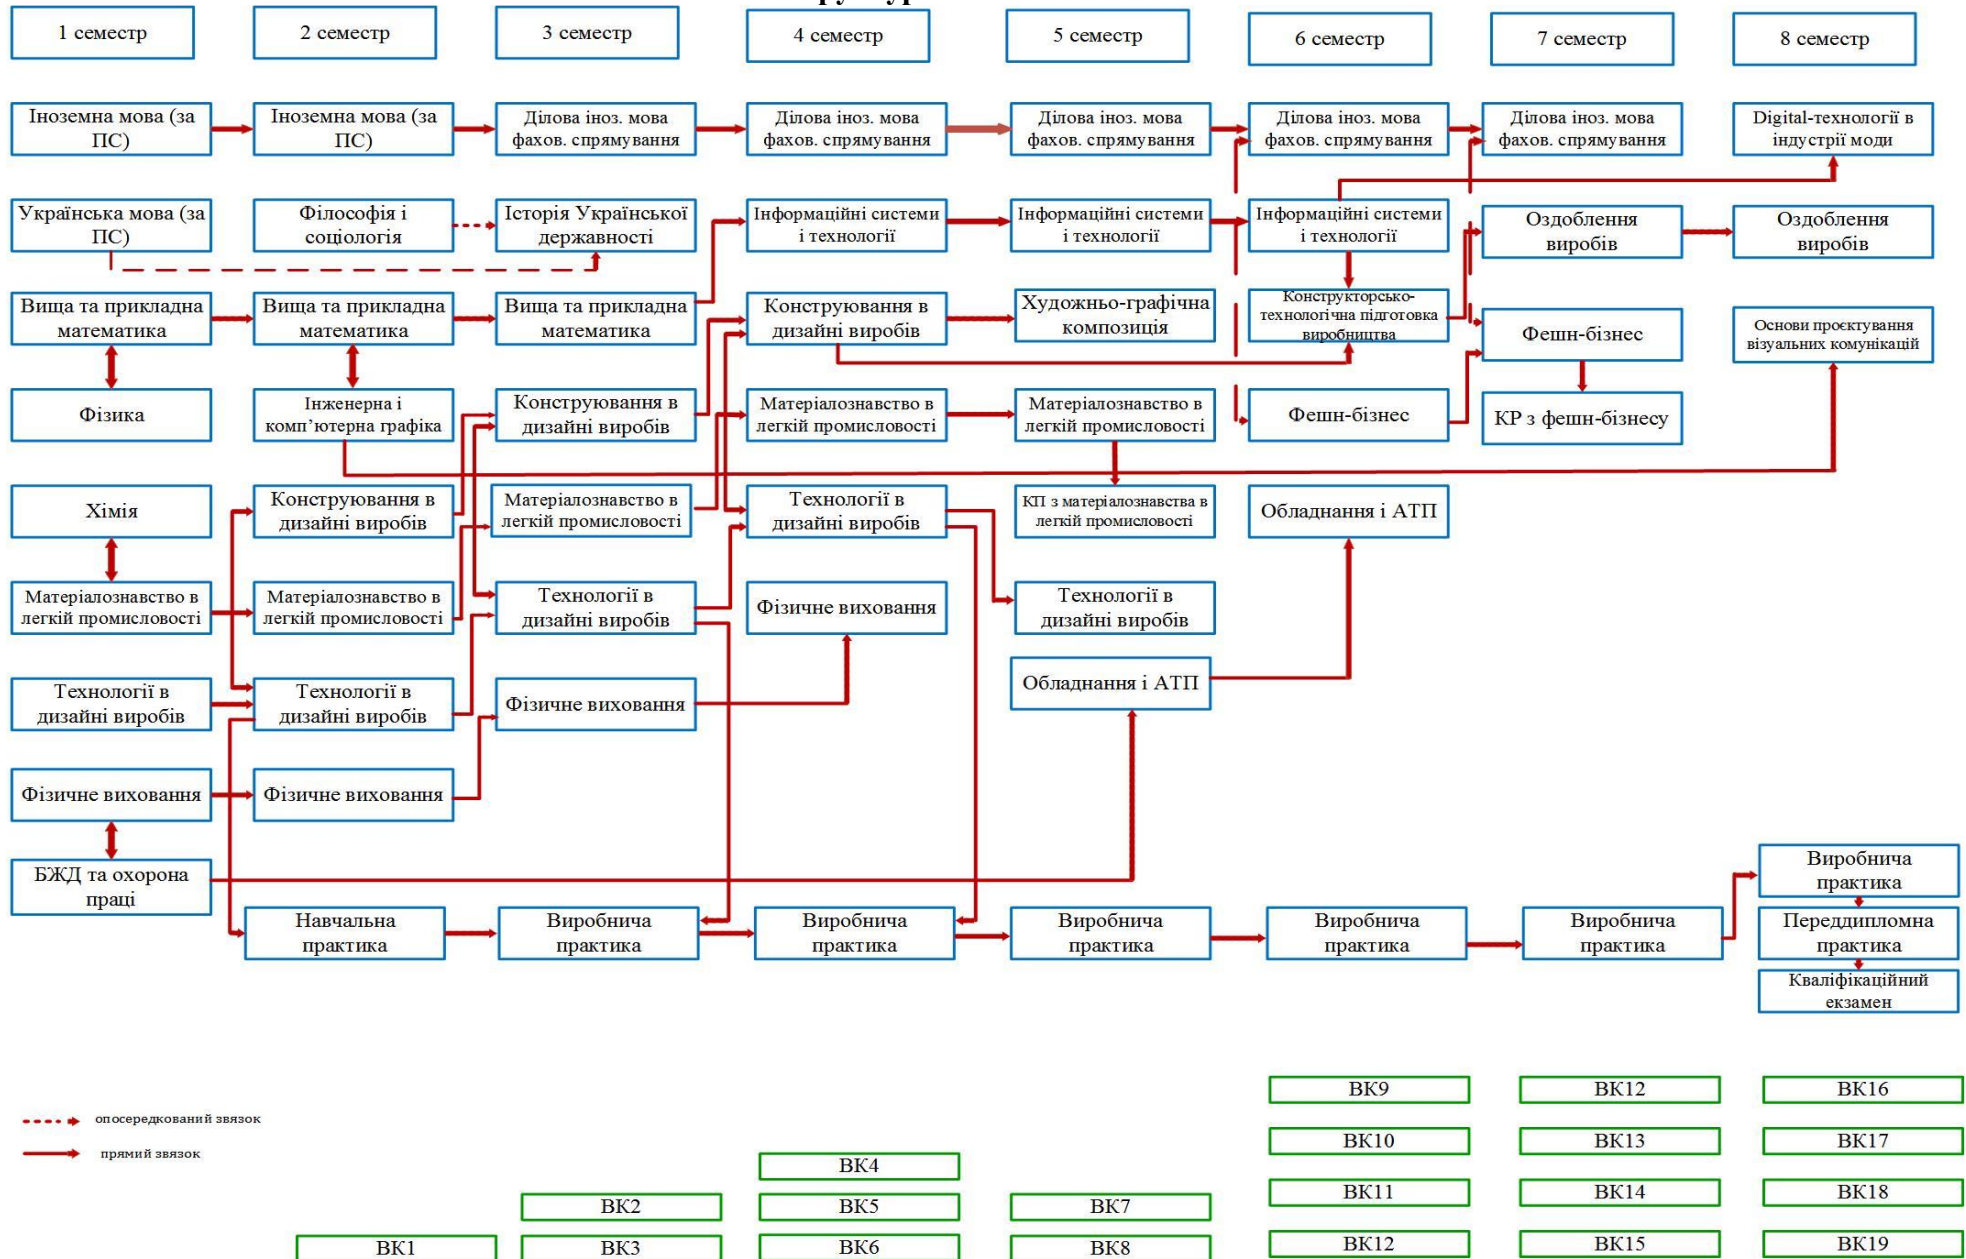 1 семестр
2 семестр
3 семестр
4 семестр
5 семестр
6 семестр
7 семестр
8 семестр
Іноземна мова (за
ПС)
Іноземна мова (за
ПС)
Ділова іноз. мова
фахов. спрямування
Ділова іноз. мова
фахов. спрямування
Ділова іноз. мова
фахов. спрямування
Ділова іноз. мова
фахов. спрямування
Ділова іноз. мова
фахов. спрямування
Digital-технології в
індустрії моди
Українська мова (за
ПС)
Філософія і
соціологія
Історія Української
державності
Інформаційні системи
і технології
Інформаційні системи
і технології
Інформаційні системи
і технології
Оздоблення
виробів
Оздоблення
виробів
Вища та прикладна
математика
Вища та прикладна
математика
Вища та прикладна
математика
Конструювання в
дизайні виробів
Художньо-графічна
композиція
Конструкторсько-
технологічна підготовка
виробництва
Фешн-бізнес
Основи проєктування
візуальних комунікацій
Фізика
Інженерна і
комп’ютерна графіка
Конструювання в
дизайні виробів
Матеріалознавство в
легкій промисловості
Матеріалознавство в
легкій промисловості
Фешн-бізнес
КР з фешн-бізнесу
Хімія
Конструювання в
дизайні виробів
Матеріалознавство в
легкій промисловості
Технології в
дизайні виробів
КП з матеріалознавства в
легкій промисловості
Обладнання і АТП
Матеріалознавство в
легкій промисловості
Матеріалознавство в
легкій промисловості
Технології в
дизайні виробів
Фізичне виховання
Технології в
дизайні виробів
Технології в
дизайні виробів
Технології в
дизайні виробів
Фізичне виховання
Обладнання і АТП
Фізичне виховання
Фізичне виховання
БЖД та охорона
праці
Навчальна
практика
Виробнича
практика
Виробнича
практика
Виробнича
практика
Виробнича
практика
Виробнича
практика
Виробнича
практика
Переддипломна
практика
Кваліфікаційний
екзамен
опосередкований звязок
прямий звязок
ВК1
ВК2
ВК3
ВК4
ВК5
ВК6
ВК7
ВК8
ВК9
ВК10
ВК11
ВК12
ВК12
ВК13
ВК14
ВК15
ВК16
ВК17
ВК18
ВК19